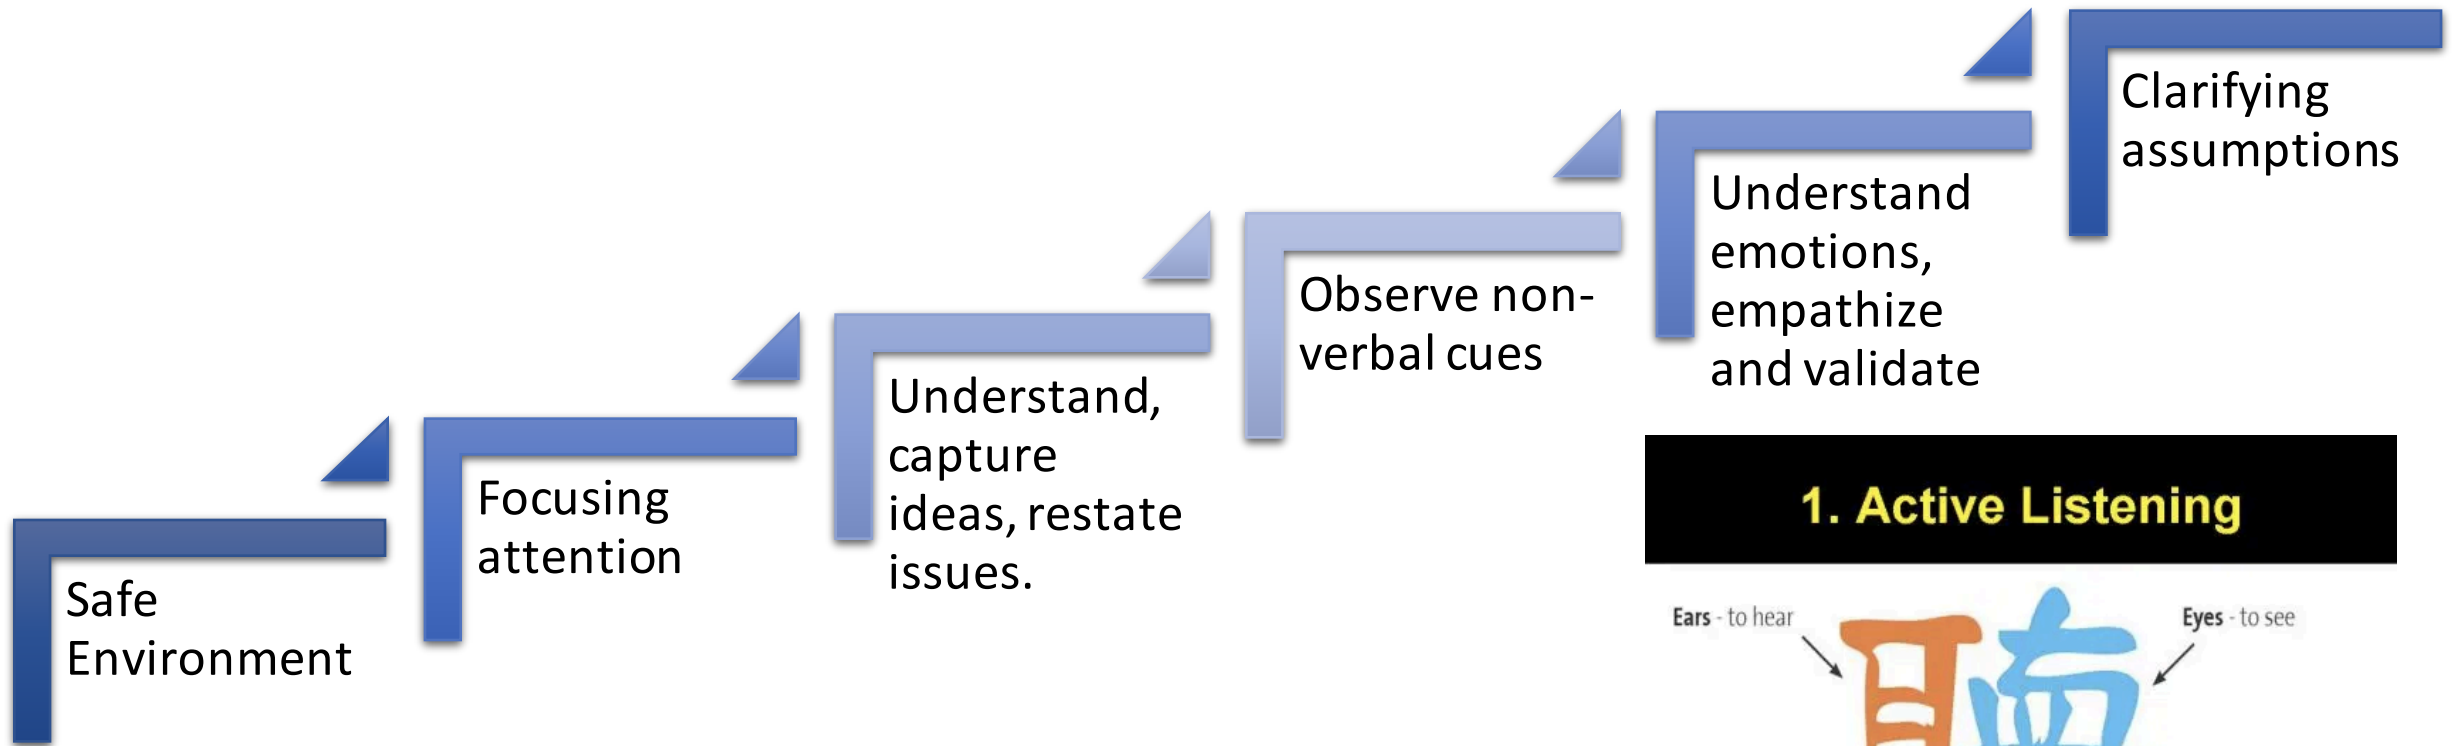 Safe
Environment
Focusing
attention
Understand,
capture
ideas, restate
issues.
Observe non-
verbal cues
Understand
emotions,
empathize
and validate
Clarifying
assumptions
1. Active Listening
Ears - to hear
Eyes - to see